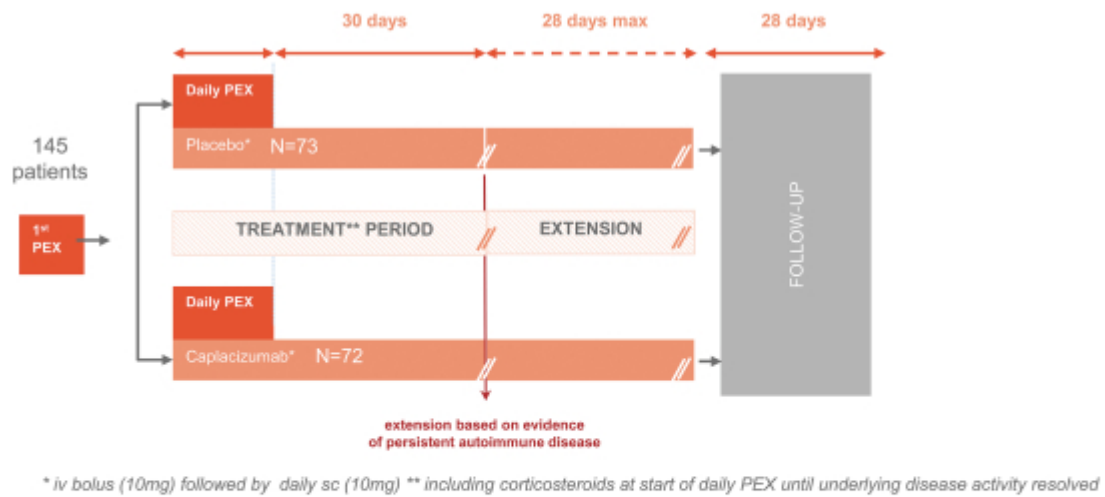 30 days
28 days max
28 days
Daily PEX
Placebo* N=73
145
patients
1st
PEX
TREATMENT** PERIOD
EXTENSION
FOLLOW-UP
Daily PEX
Caplacizumab* N=72
extension based on evidence
of persistent autoimmune disease
* iv bolus (10mg) followed by daily sc (10mg) ** including corticosteroids at start of daily PEX until underlying disease activity resolved